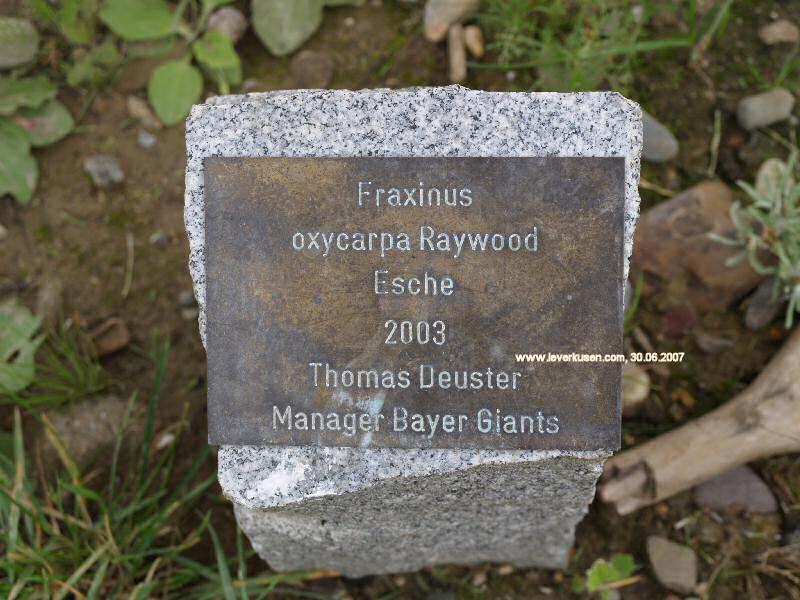 Fraxinus
oxycarpa Raywood
Esche
2003
www.leverkusen.com, 30.06.2007
Thomas Deuster
Manager Bayer Giants